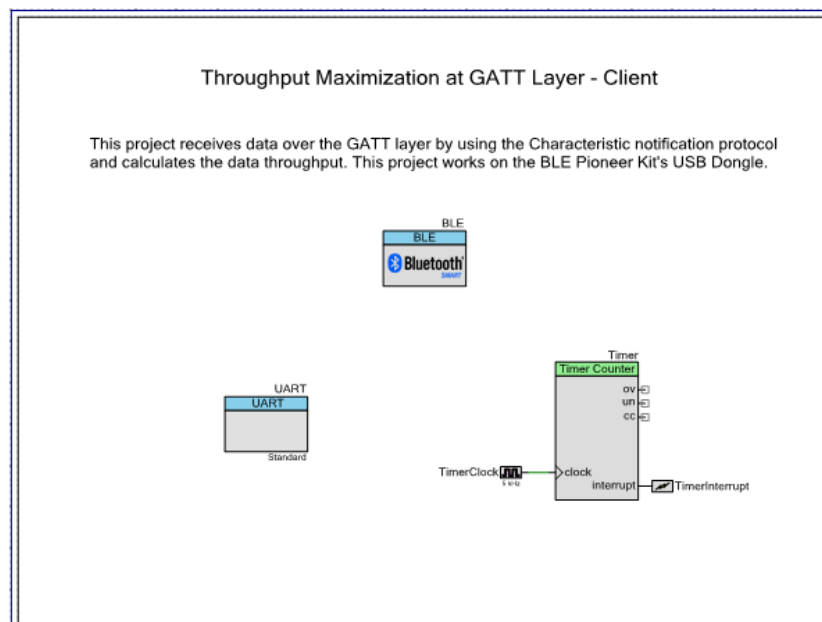 Throughput Maximization at GATT Layer - Client
This project receives data over the GATT layer by using the Characteristic notification protocol
and calculates the data throughput. This project works on the BLE Pioneer Kit's USB Dongle.
BLE
BLE
Bluetooth
SMART
Timer
Timer Counter
ov
un
cc
UART
UART
Standard
TimerClock
5 kHz
clock
interrupt
TimerInterrupt